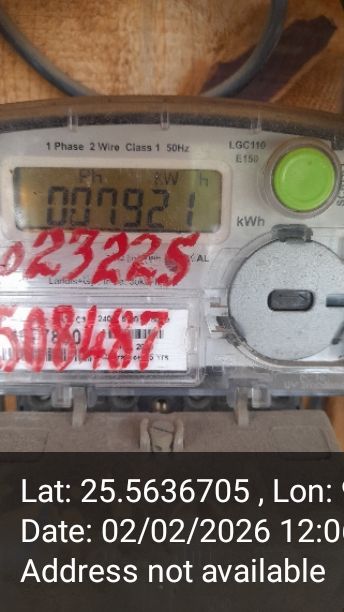 1 Phase 2 Wire Class 1 50Hz
LGC110
E150
Ph kW h
007921
kWh
023225
508487
Lat: 25.5636705 , Lon:
Date: 02/02/2026 12:0
Address not available